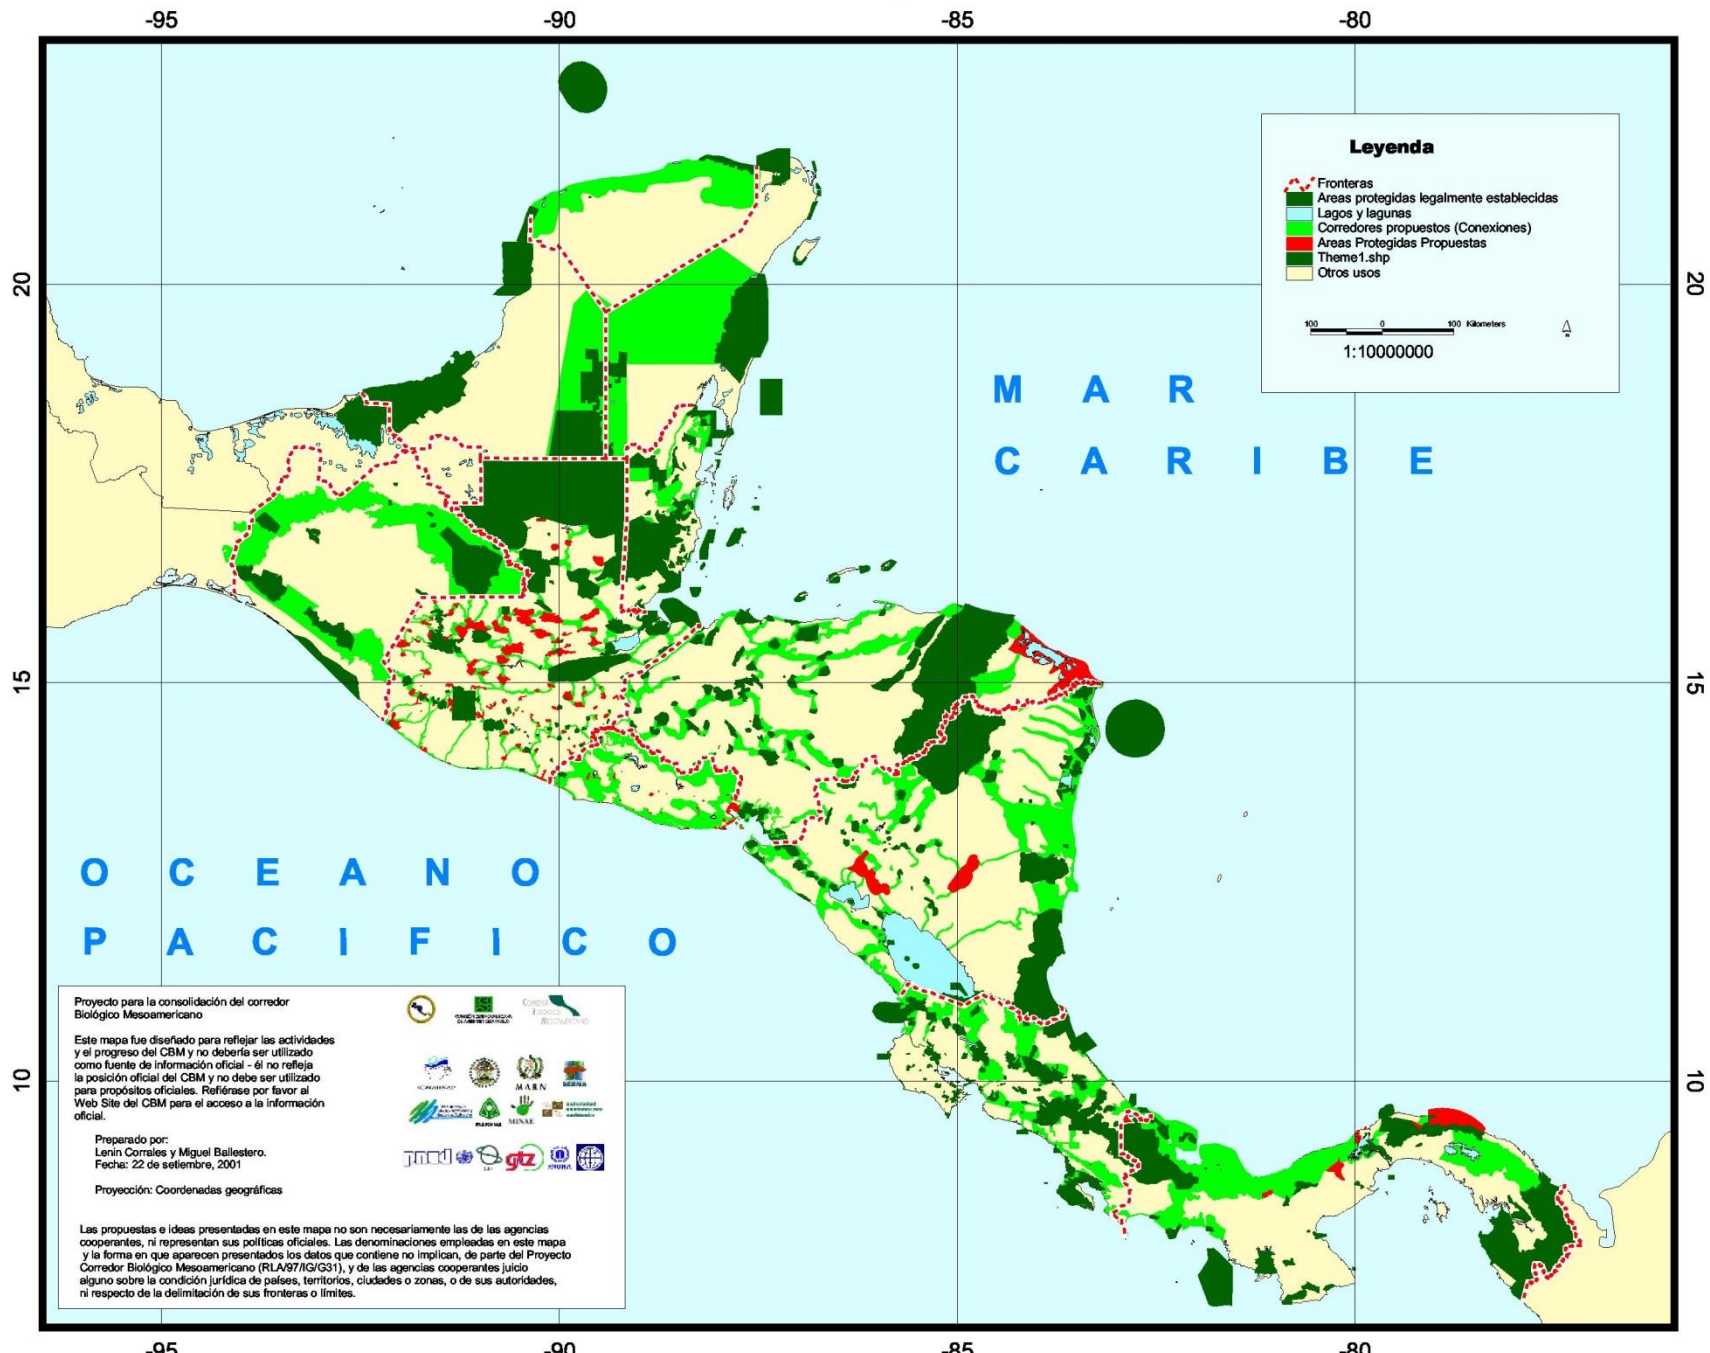 -95 -90 -85 -80
Leyenda
Fronteras
Areas protegidas legalmente establecidas
Lagos y lagunas
Corredores propuestos (Conexiones)
Areas Protegidas Propuestas
Theme1.shp
Otros usos
100 0 100 Kilometers
1:10000000
20 20
MAR
CARIBE
15 15
OCEANO
PACIFICO
10 10
Proyecto para la consolidación del corredor
Biológico Mesoamericano
Este mapa fue diseñado para reflejar las actividades
y el progreso del CBM y no debería ser utilizado
como fuente de información oficial - él no refleja
la posición oficial del CBM y no debe ser utilizado
para propósitos oficiales. Refiérase por favor al
Web Site del CBM para el acceso a la información
oficial.
Preparado por:
Lenin Corrales y Miguel Ballestero.
Fecha: 22 de setiembre, 2001
Proyección: Coordenadas geográficas
MARN
MINAE
gtz
Las propuestas e ideas presentadas en este mapa no son necesariamente las de las agencias
cooperantes, ni representan sus políticas oficiales. Las denominaciones empleadas en este mapa
y la forma en que aparecen presentados los datos que contiene no implican, de parte del Proyecto
Corredor Biológico Mesoamericano (RLA/97/IG/G31), y de las agencias cooperantes juicio
alguno sobre la condición jurídica de países, territorios, ciudades o zonas, o de sus autoridades,
ni respecto de la delimitación de sus fronteras o límites.
-95 -90 -85 -80